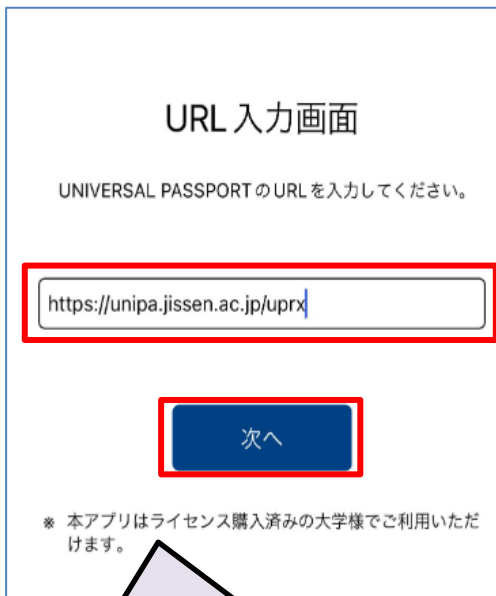 URL入力画面
UNIVERSAL PASSPORTのURLを入力してください。
https://unipa.jissen.ac.jp/uprx
次へ
※ 本アプリはライセンス購入済みの大学様でご利用いただ
けます。